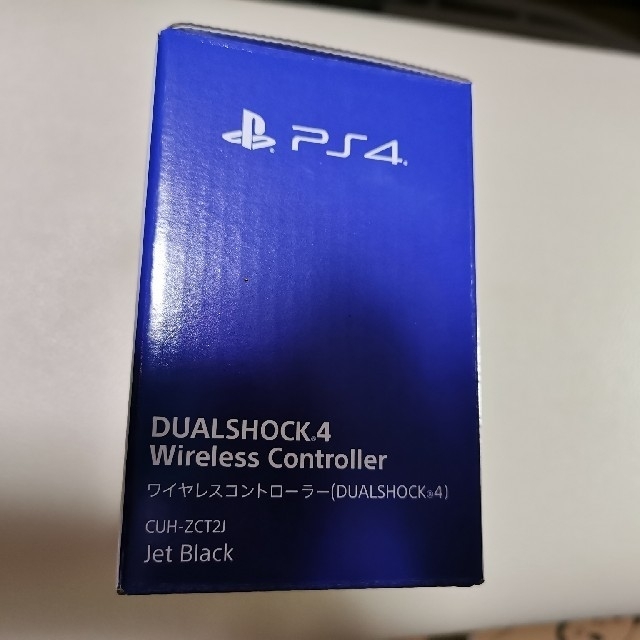 PS4®
DUALSHOCK®4
Wireless Controller
ワイヤレスコントローラー(DUALSHOCK®4)
CUH-ZCT2J
Jet Black